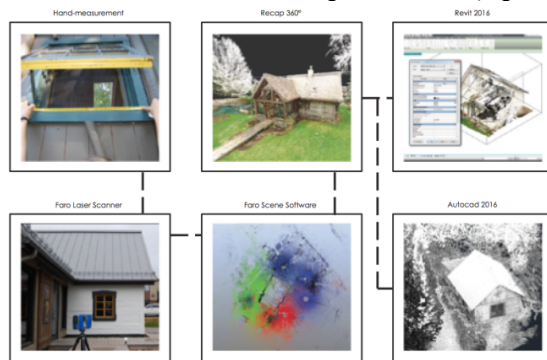 Hand-measurement
Recap 360°
Revit 2016
Faro Laser Scanner
Faro Scene Software
Autocad 2016